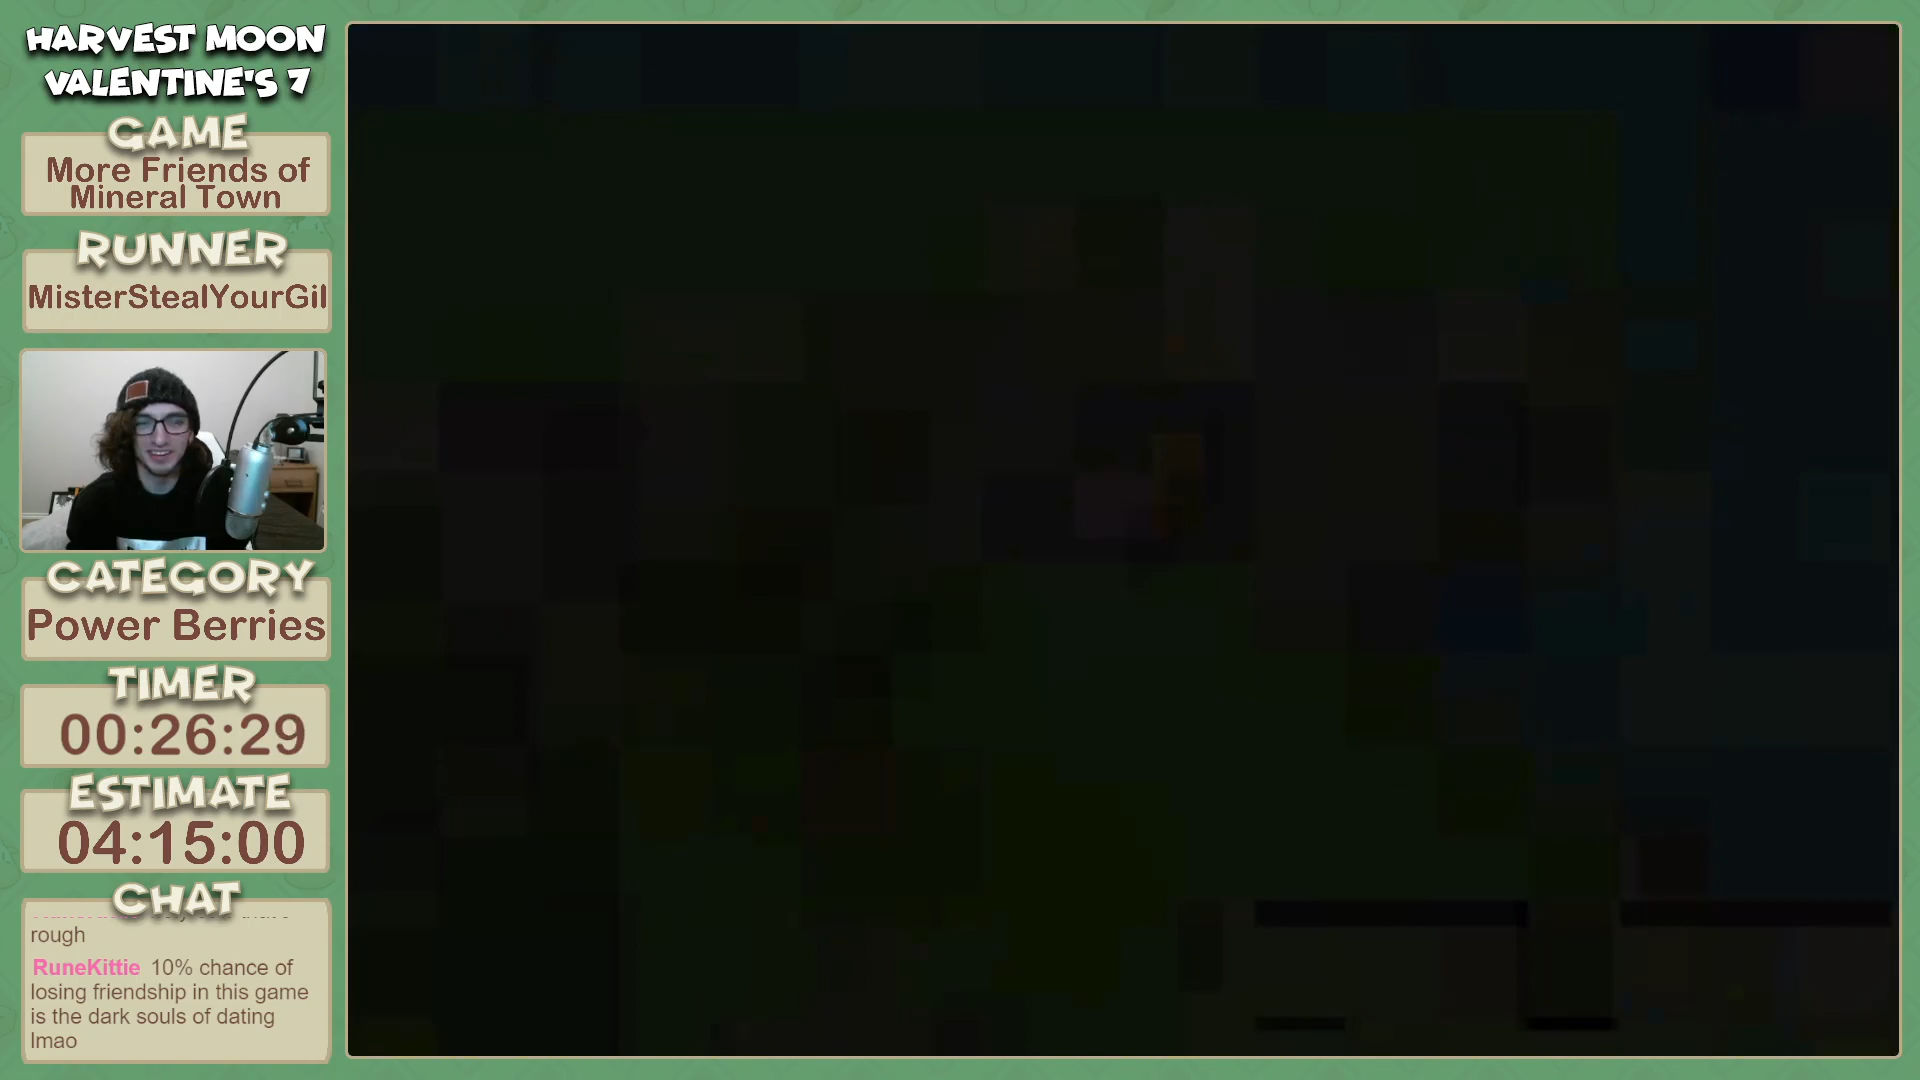 HARVEST MOON
VALENTINE'S 7
GAME
More Friends of
Mineral Town
RUNNER
MisterStealYourGil
CATEGORY
Power Berries
TIMER
00:26:29
ESTIMATE
04:15:00
CHAT
rough
RuneKittie 10% chance of
losing friendship in this game
is the dark souls of dating
lmao